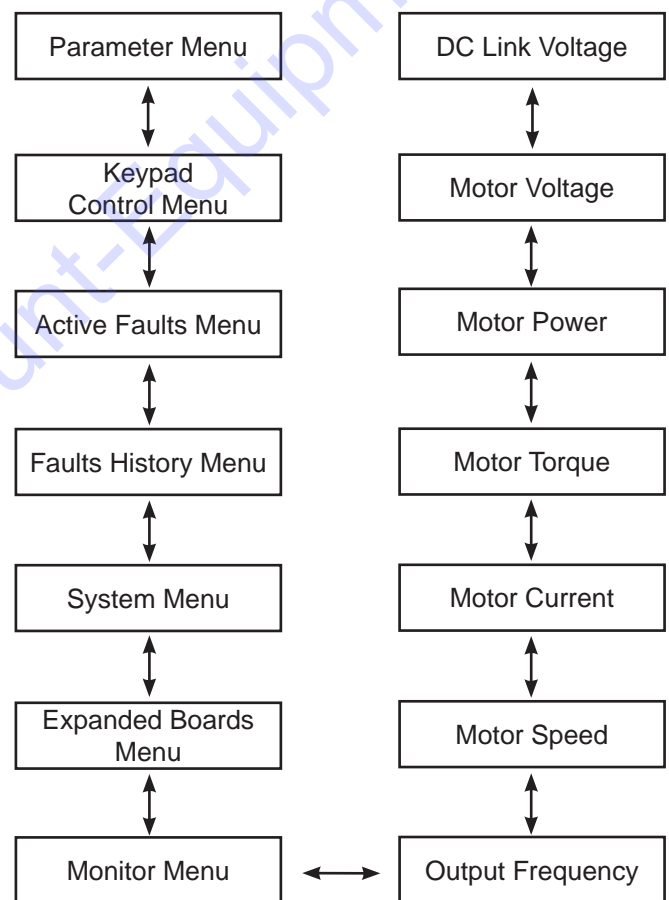 Parameter Menu
Keypad
Control Menu
Active Faults Menu
Faults History Menu
System Menu
Expanded Boards
Menu
Monitor Menu
DC Link Voltage
Motor Voltage
Motor Power
Motor Torque
Motor Current
Motor Speed
Output Frequency